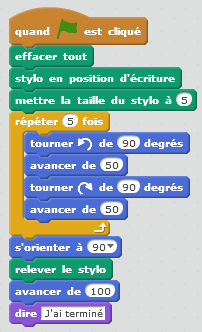 quand est cliqué
effacer tout
stylo en position d'écriture
mettre la taille du stylo à 5
répéter 5 fois
tourner de 90 degrés
avancer de 50
tourner de 90 degrés
avancer de 50
s'orienter à 90
relever le stylo
avancer de 100
dire J'ai terminé